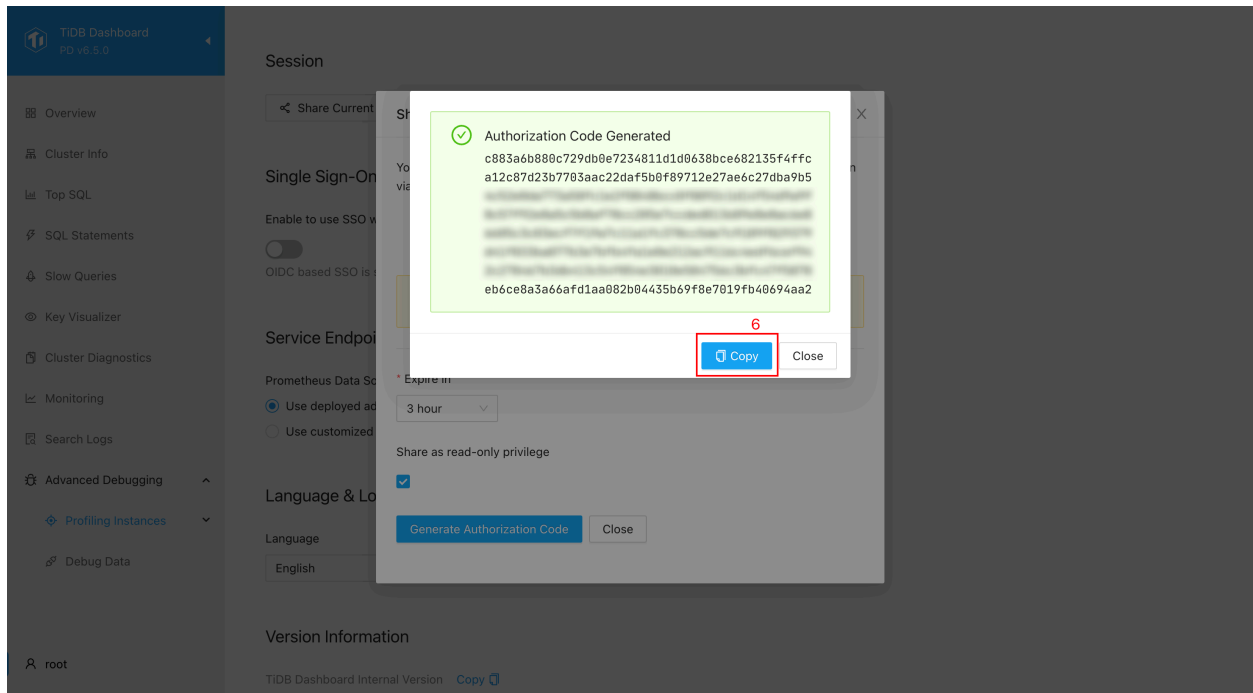 TiDB Dashboard
PD v6.5.0
Overview
Cluster Info
Top SQL
SQL Statements
Slow Queries
Key Visualizer
Cluster Diagnostics
Monitoring
Search Logs
Advanced Debugging
Profiling Instances
Debug Data
root
Session
Share Current
Single Sign-On
Enable to use SSO w
OIDC based SSO is s
Service Endpoi
Prometheus Data So
Use deployed ad
Use customized
Language & Lo
Language
English
Version Information
TiDB Dashboard Internal Version Copy
Sh
Yo
n
via
* Expire in
3 hour
Share as read-only privilege
Generate Authorization Code Close
Authorization Code Generated
c883a6b880c729db0e7234811d1d0638bce682135f4ffc
a12c87d23b7703aac22daf5b0f89712e27ae6c27dba9b5
eb6ce8a3a66afd1aa082b04435b69f8e7019fb40694aa2
6
Copy Close